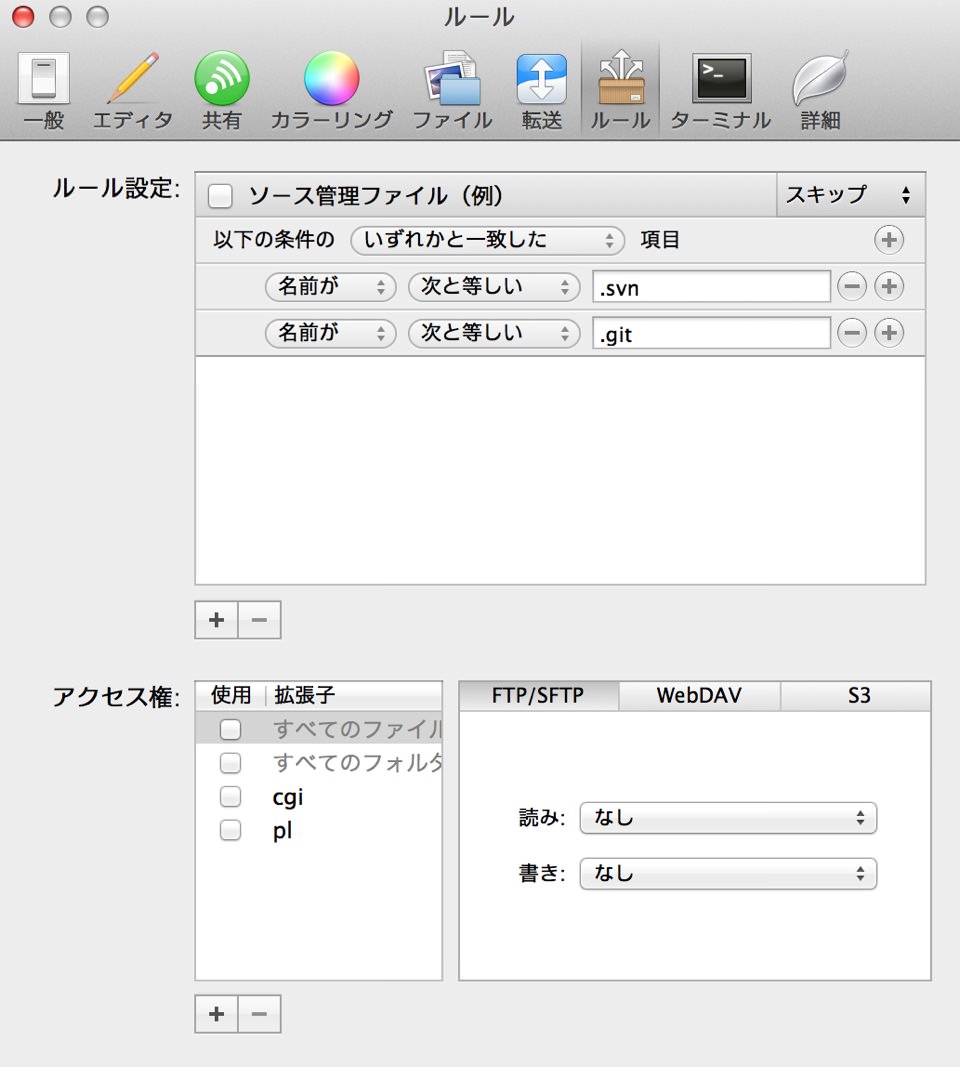 ルール
一般 エディタ 共有 カラーリング ファイル 転送 ルール ターミナル 詳細
ルール設定: ソース管理ファイル（例） スキップ
以下の条件の いずれかと一致した 項目
名前が 次と等しい .svn
名前が 次と等しい .git
アクセス権: 使用 拡張子 FTP/SFTP WebDAV S3
すべてのファイル
すべてのフォルダ
cgi
pl
読み: なし
書き: なし